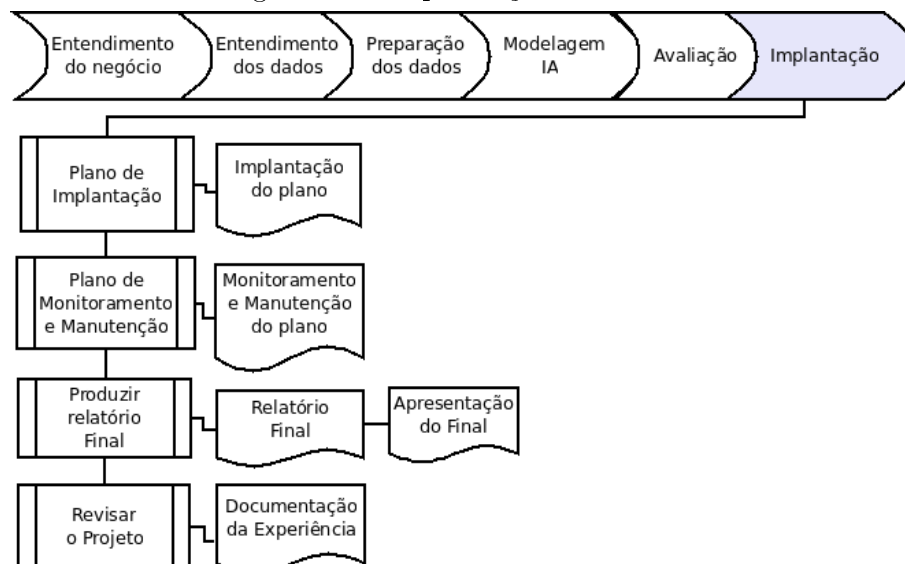 Entendimento
do negócio
Entendimento
dos dados
Preparação
dos dados
Modelagem
IA
Avaliação
Implantação
Plano de
Implantação
Implantação
do plano
Plano de
Monitoramento
e Manutenção
Monitoramento
e Manutenção
do plano
Produzir
relatório
Final
Relatório
Final
Apresentação
do Final
Revisar
o Projeto
Documentação
da Experiência